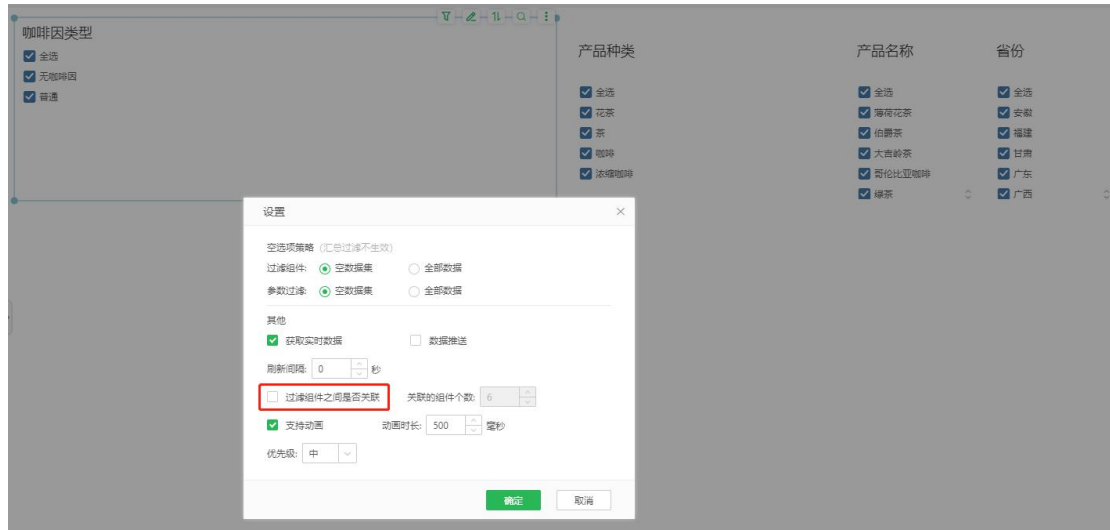 咖啡因类型
全选
无咖啡因
普通
产品种类
全选
花茶
茶
咖啡
浓缩咖啡
产品名称
全选
薄荷花茶
伯爵茶
大吉岭茶
哥伦比亚咖啡
绿茶
省份
全选
安徽
福建
甘肃
广东
广西
设置
空选项策略 (汇总过滤不生效)
过滤组件: 空数据集 全部数据
参数过滤: 空数据集 全部数据
其他
获取实时数据 数据推送
刷新间隔: 0 秒
过滤组件之间是否关联 关联的组件个数: 6
支持动画 动画时长: 500 毫秒
优先级: 中
确定 取消